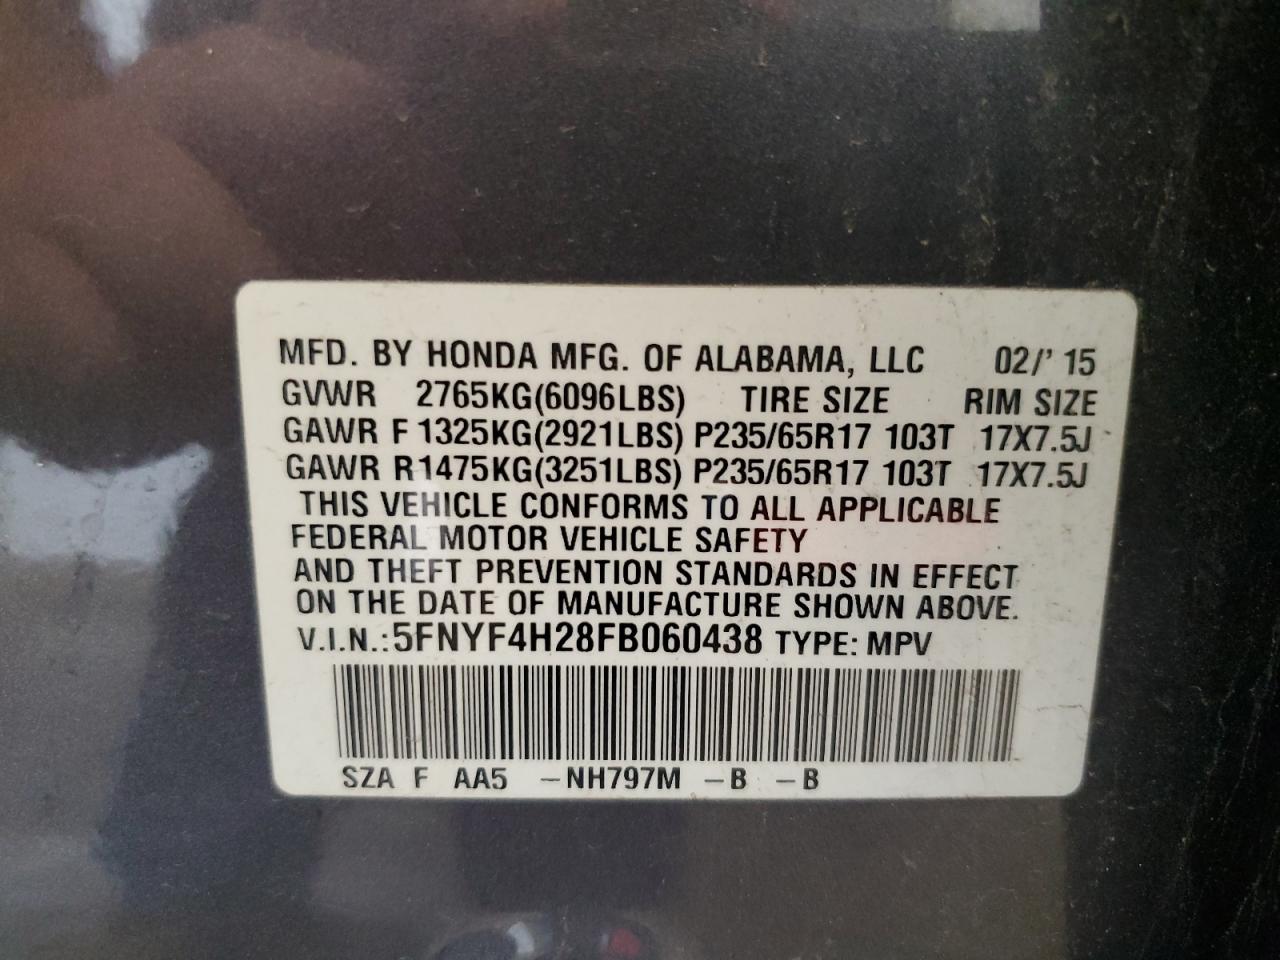 MFD. BY HONDA MFG. OF ALABAMA, LLC 02/' 15
GVWR 2765KG(6096LBS) TIRE SIZE RIM SIZE
GAWR F 1325KG(2921LBS) P235/65R17 103T 17X7.5J
GAWR R1475KG(3251LBS) P235/65R17 103T 17X7.5J
THIS VEHICLE CONFORMS TO ALL APPLICABLE
FEDERAL MOTOR VEHICLE SAFETY
AND THEFT PREVENTION STANDARDS IN EFFECT
ON THE DATE OF MANUFACTURE SHOWN ABOVE.
V.I.N.:5FNYF4H28FB060438 TYPE: MPV
SZA F AA5 -NH797M -B -B